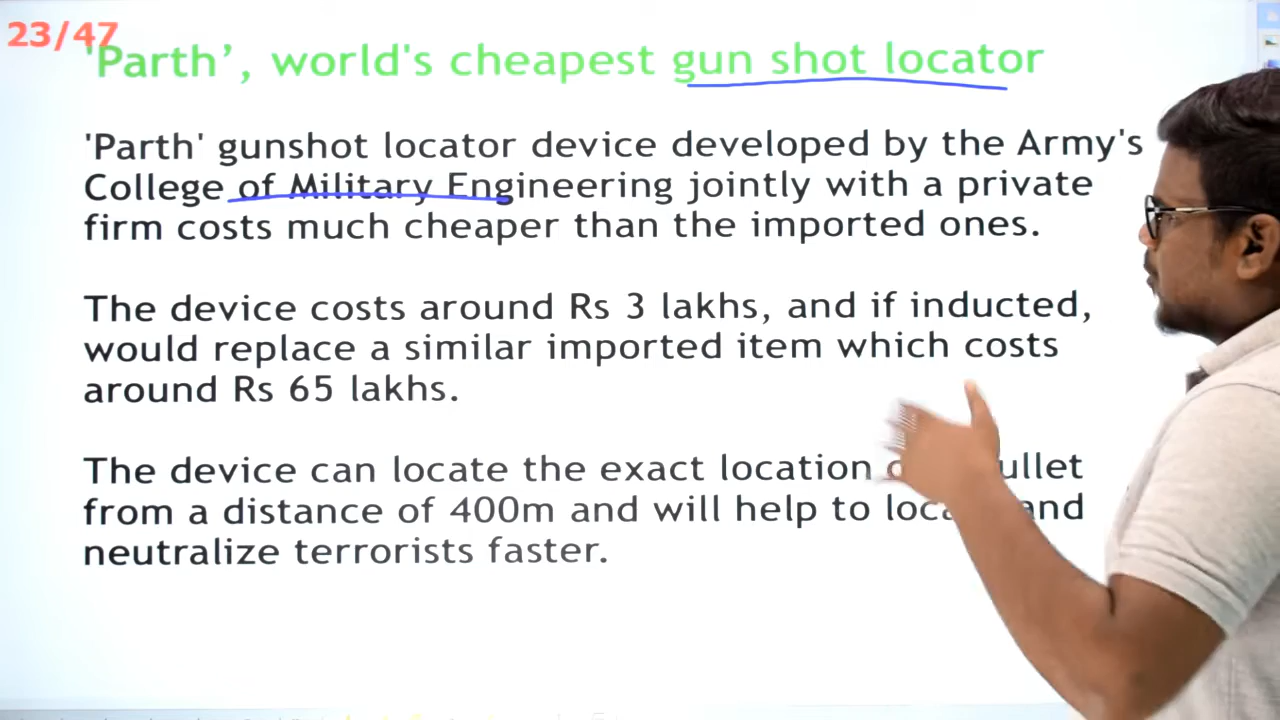 23/47
'Parth’, world's cheapest gun shot locator
'Parth' gunshot locator device developed by the Army's
College of Military Engineering jointly with a private
firm costs much cheaper than the imported ones.
The device costs around Rs 3 lakhs, and if inducted,
would replace a similar imported item which costs
around Rs 65 lakhs.
The device can locate the exact location
from a distance of 400m and will help to and
neutralize terrorists faster.